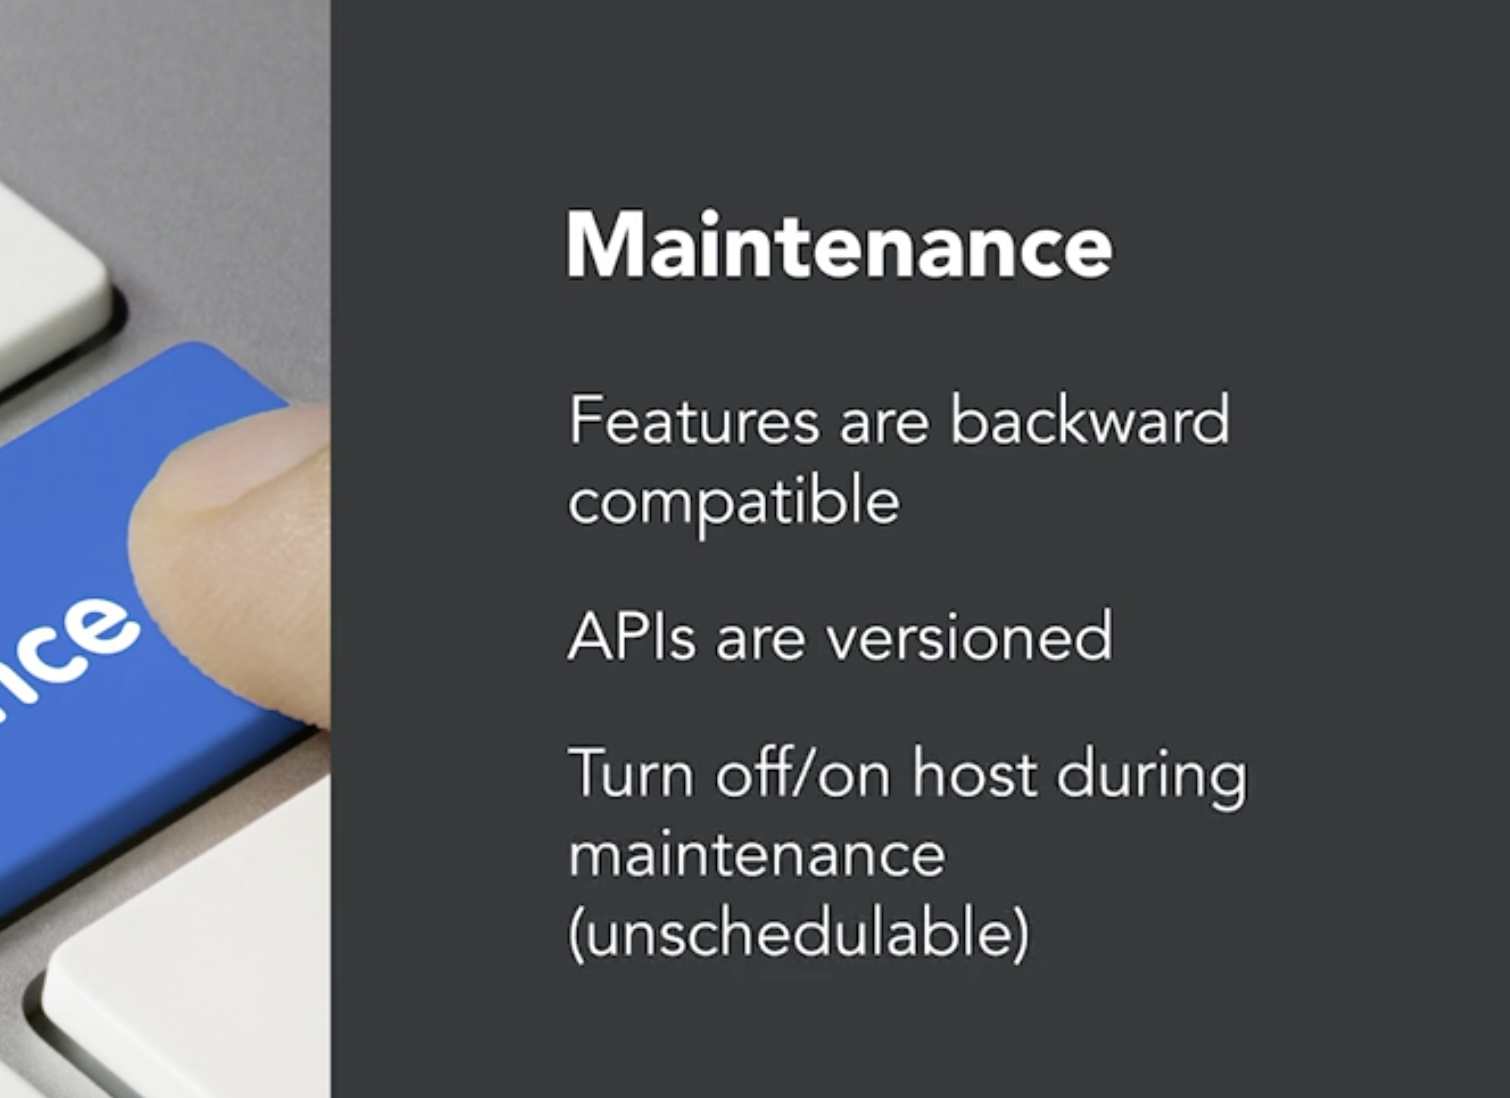 Maintenance
Features are backward
compatible
APIs are versioned
Turn off/on host during
maintenance
(unschedulable)
nce